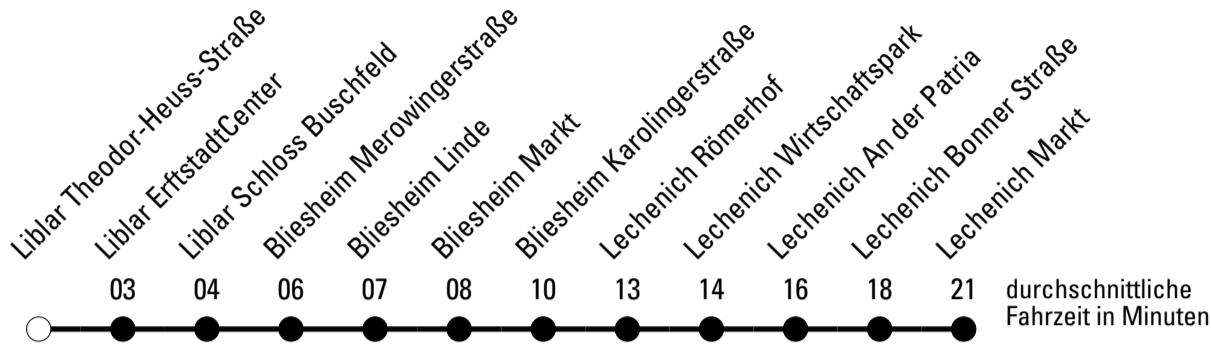 Liblar Theodor-Heuss-Straße
Liblar ErftstadtCenter
Liblar Schloss Buschfeld
Bliesheim Merowingerstraße
Bliesheim Linde
Bliesheim Markt
Bliesheim Karolingerstraße
Lechenich Römerhof
Lechenich Wirtschaftspark
Lechenich An der Patria
Lechenich Bonner Straße
Lechenich Markt
03 04 06 07 08 10 13 14 16 18 21
durchschnittliche
Fahrzeit in Minuten